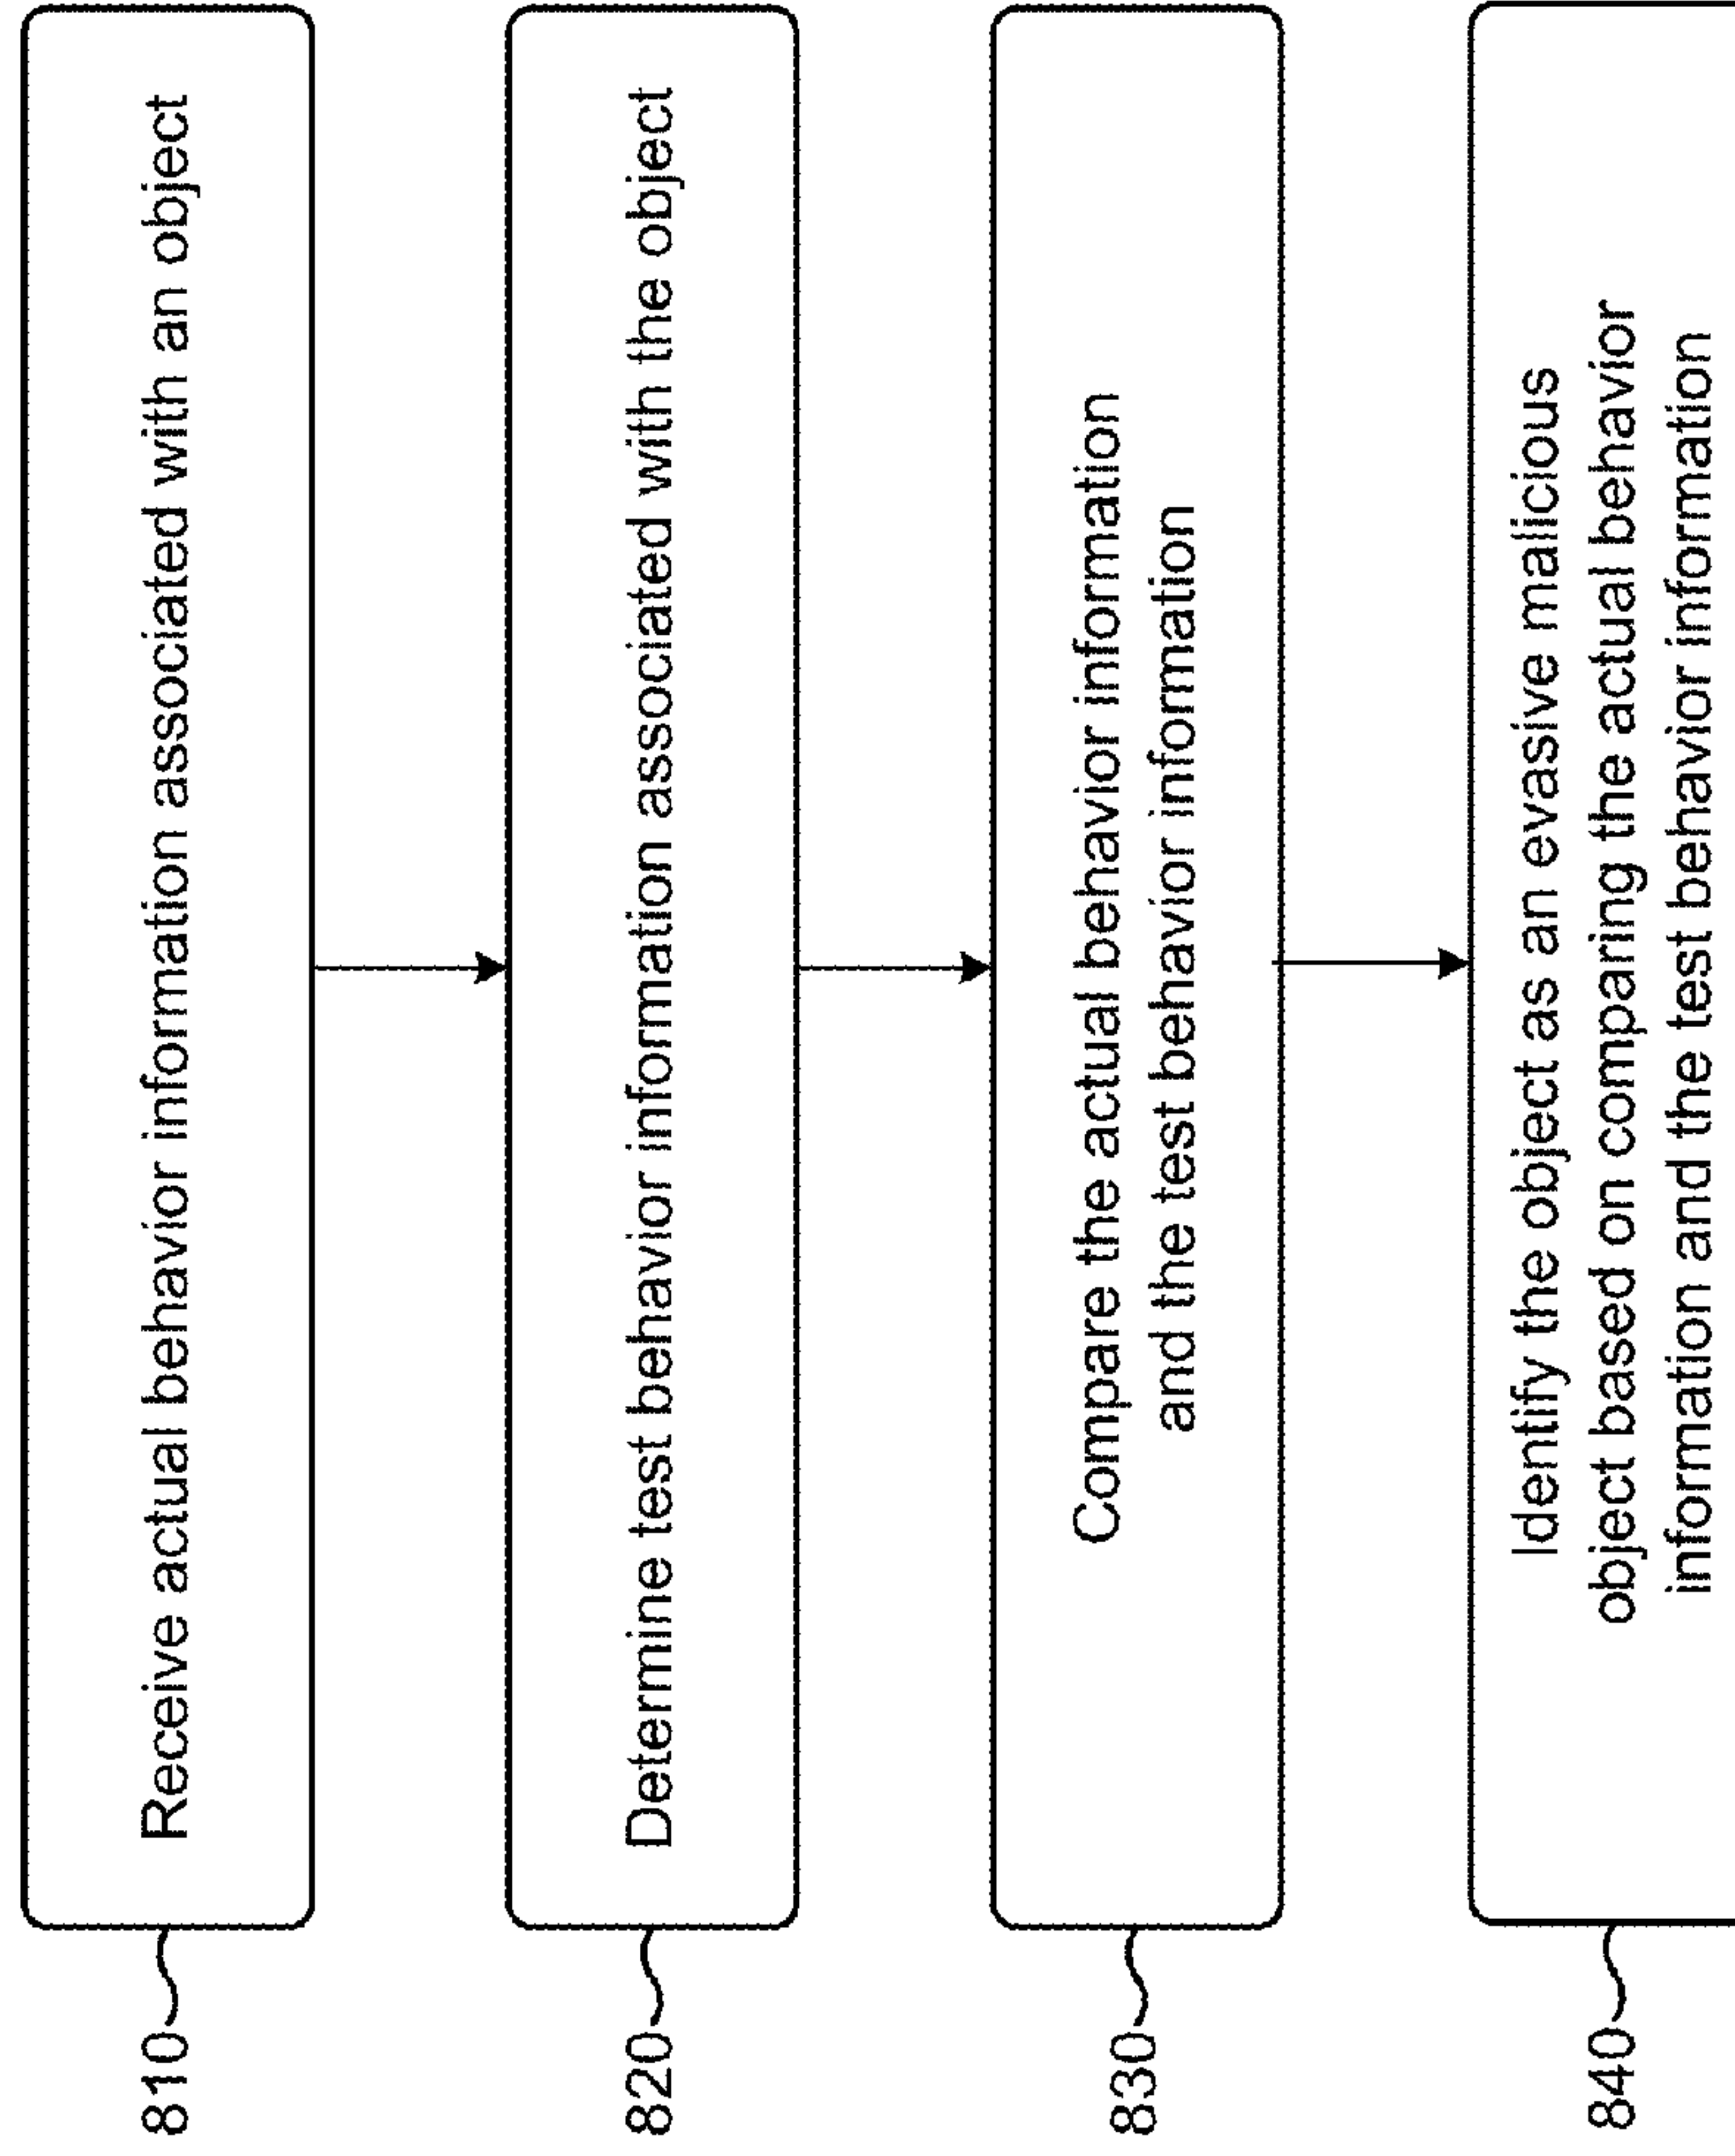 810
Receive actual behavior information associated with an object
820
Determine test behavior information associated with the object
830
Compare the actual behavior information
and the test behavior information
840
Identify the object as an evasive malicious
object based on comparing the actual behavior
information and the test behavior information